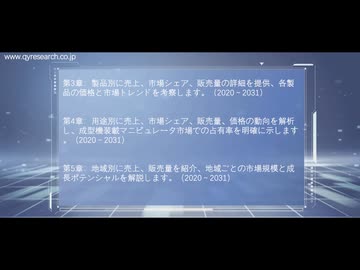 www.qyresearch.co.jp
第3章　製品別に売上、市場シェア、販売量の詳細を提供、各製
品の価格と市場トレンドを考察します。（2020～2031）
第4章　用途別に売上、市場シェア、販売量、価格の動向を解析
し、成型機装載マニピュレータ市場での占有率を明確に示します
。（2020～2031）
第5章　地域別に売上、販売量を紹介、地域ごとの市場規模と成
長ポテンシャルを解説します。（2020～2031）